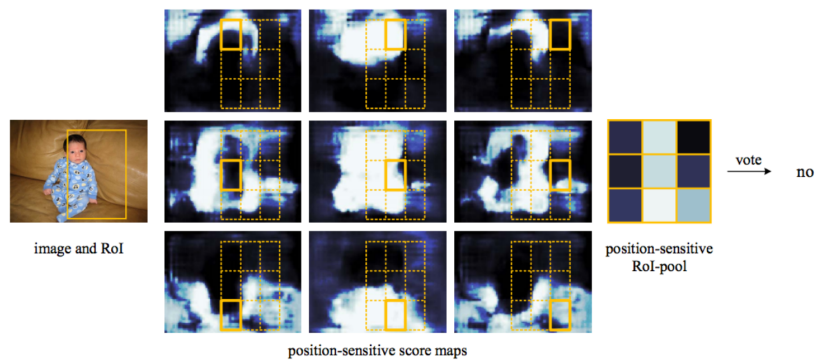 image and RoI
position-sensitive score maps
position-sensitive
RoI-pool
vote
no